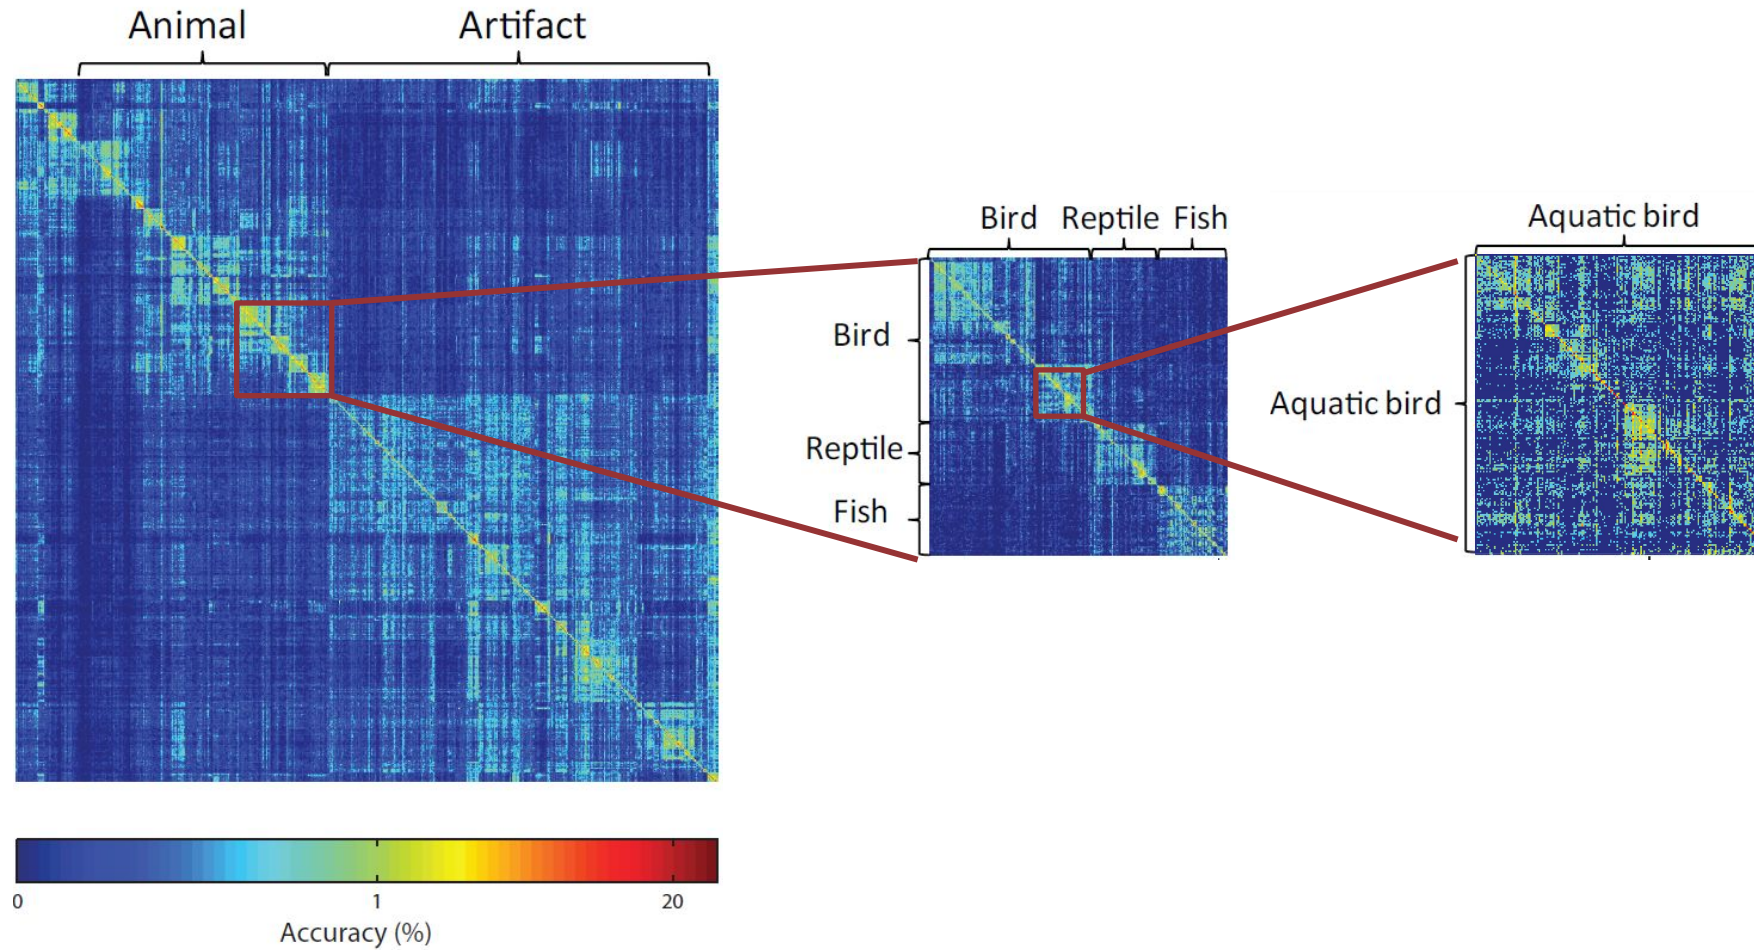 Animal Artifact
Bird Reptile Fish
Aquatic bird
Bird
Reptile
Fish
Aquatic bird
0 1 20
Accuracy (%)